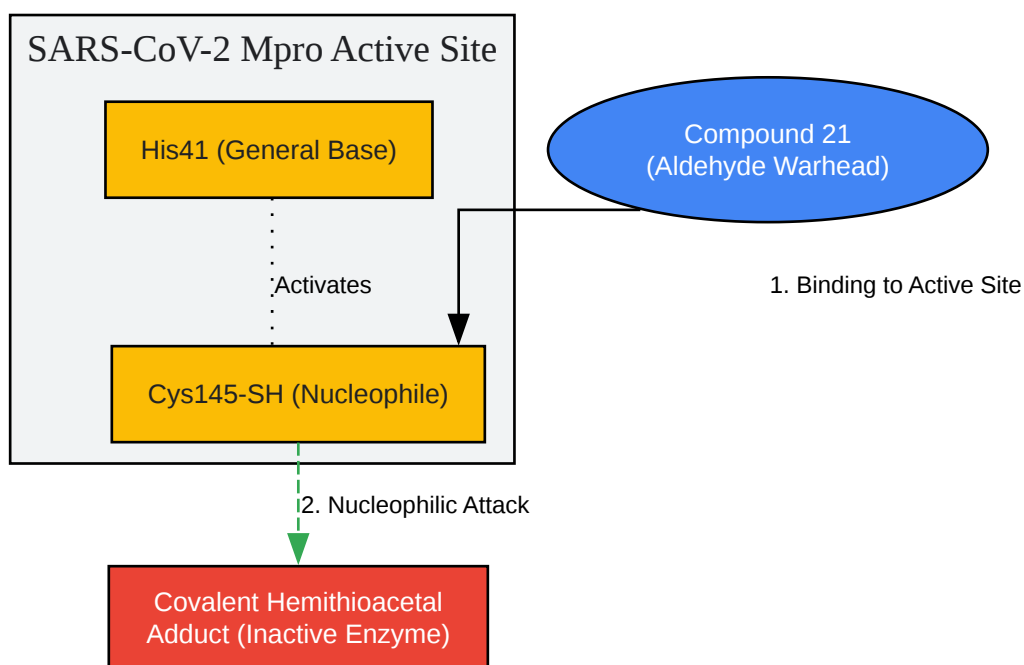 SARS-CoV-2 Mpro Active Site
His41 (General Base)
Compound 21
(Aldehyde Warhead)
Activates
1. Binding to Active Site
Cys145-SH (Nucleophile)
2. Nucleophilic Attack
Covalent Hemithioacetal
Adduct (Inactive Enzyme)